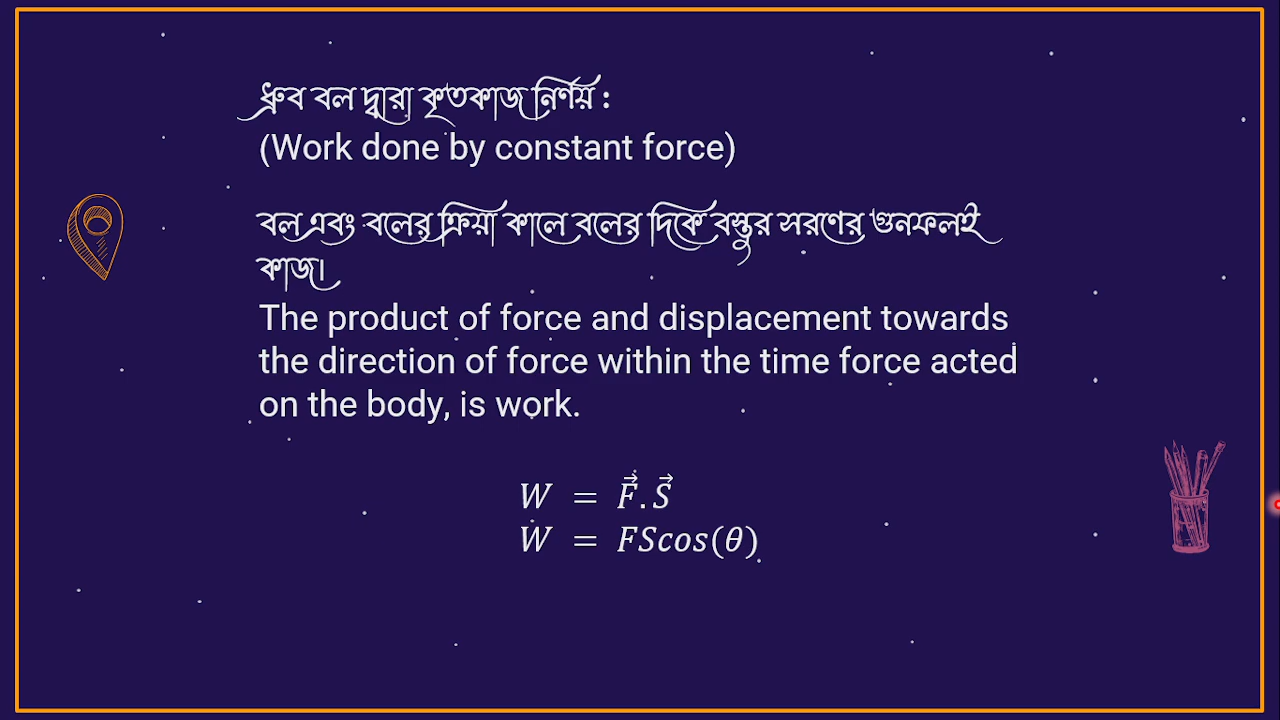 ধ্রুব বল দ্বারা কৃতকাজ নির্ণয় :
(Work done by constant force)
বল এবং বলের ক্রিয়া কালে বলের দিকে বস্তুর সরণের গুনফলই
কাজ।
The product of force and displacement towards
the direction of force within the time force acted
on the body, is work.
W = F⃗ . S⃗
W = FScos(θ)